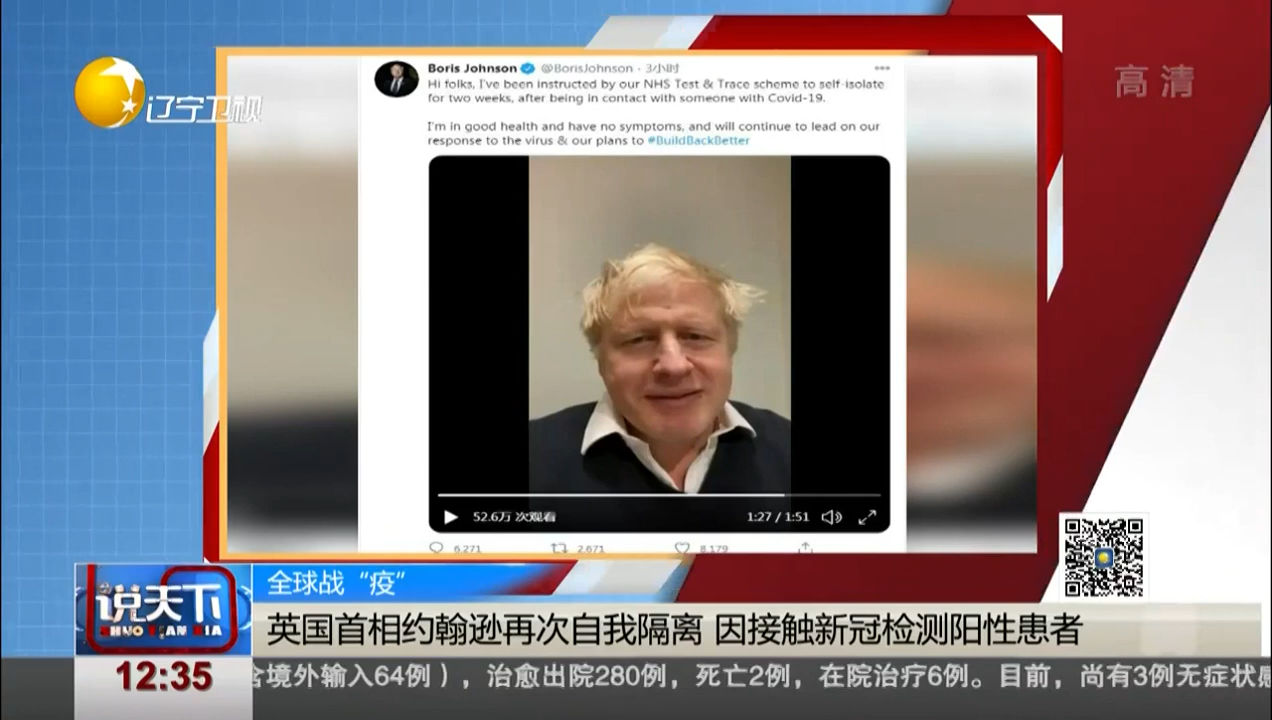 辽宁卫视
高清
Boris Johnson @BorisJohnson · 3小时
Hi folks, I've been instructed by our NHS Test & Trace scheme to self-isolate
for two weeks, after being in contact with someone with Covid-19.
I'm in good health and have no symptoms, and will continue to lead on our
response to the virus & our plans to #BuildBackBetter
52.6万 次观看
1:27 / 1:51
6,271 2,671 8,179
说天下
SHUO TIAN XIA
全球战“疫”
英国首相约翰逊再次自我隔离 因接触新冠检测阳性患者
12:35
含境外输入64例），治愈出院280例，死亡2例，在院治疗6例。目前，尚有3例无症状感